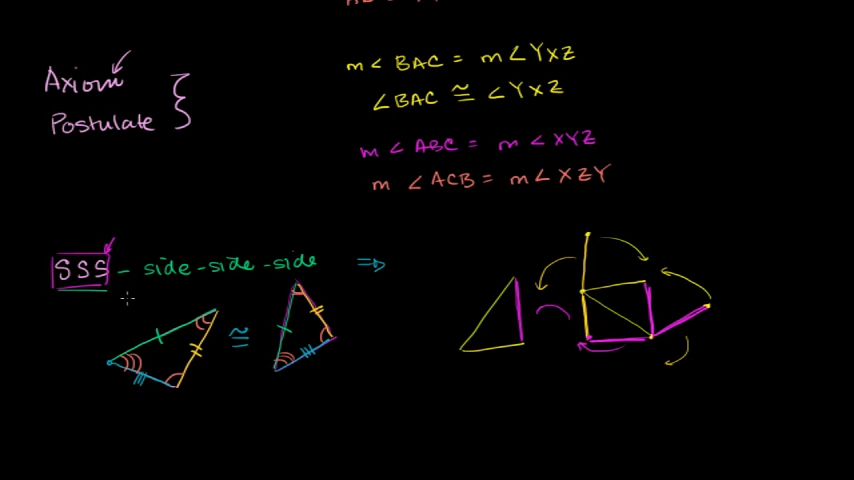 m∠BAC = m∠YXZ
Axiom
∠BAC ≅ ∠YXZ
Postulate
m∠ABC = m∠XYZ
m∠ACB = m∠XZY
SSS - side-side-side ⇒
≅